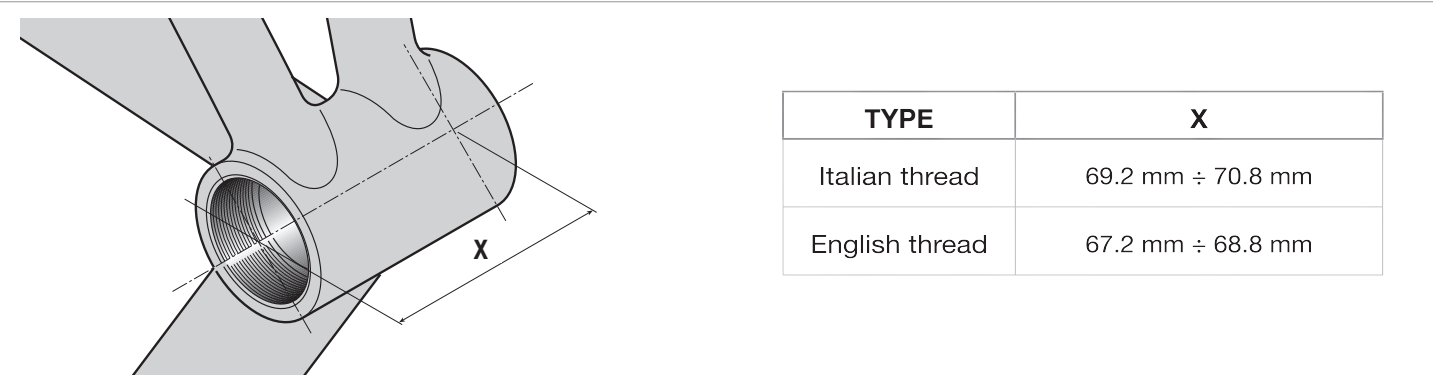 X
TYPE X
Italian thread 69.2 mm ÷ 70.8 mm
English thread 67.2 mm ÷ 68.8 mm